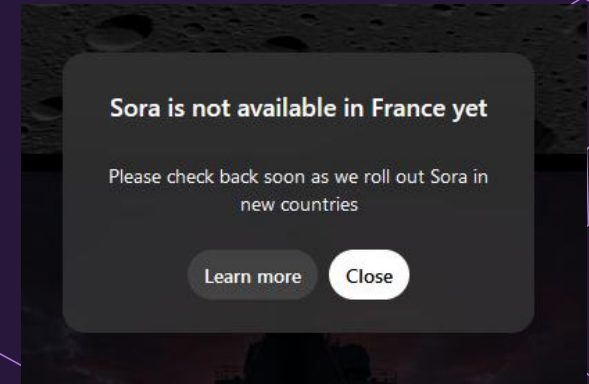 Sora is not available in France yet
Please check back soon as we roll out Sora in
new countries
Learn more
Close